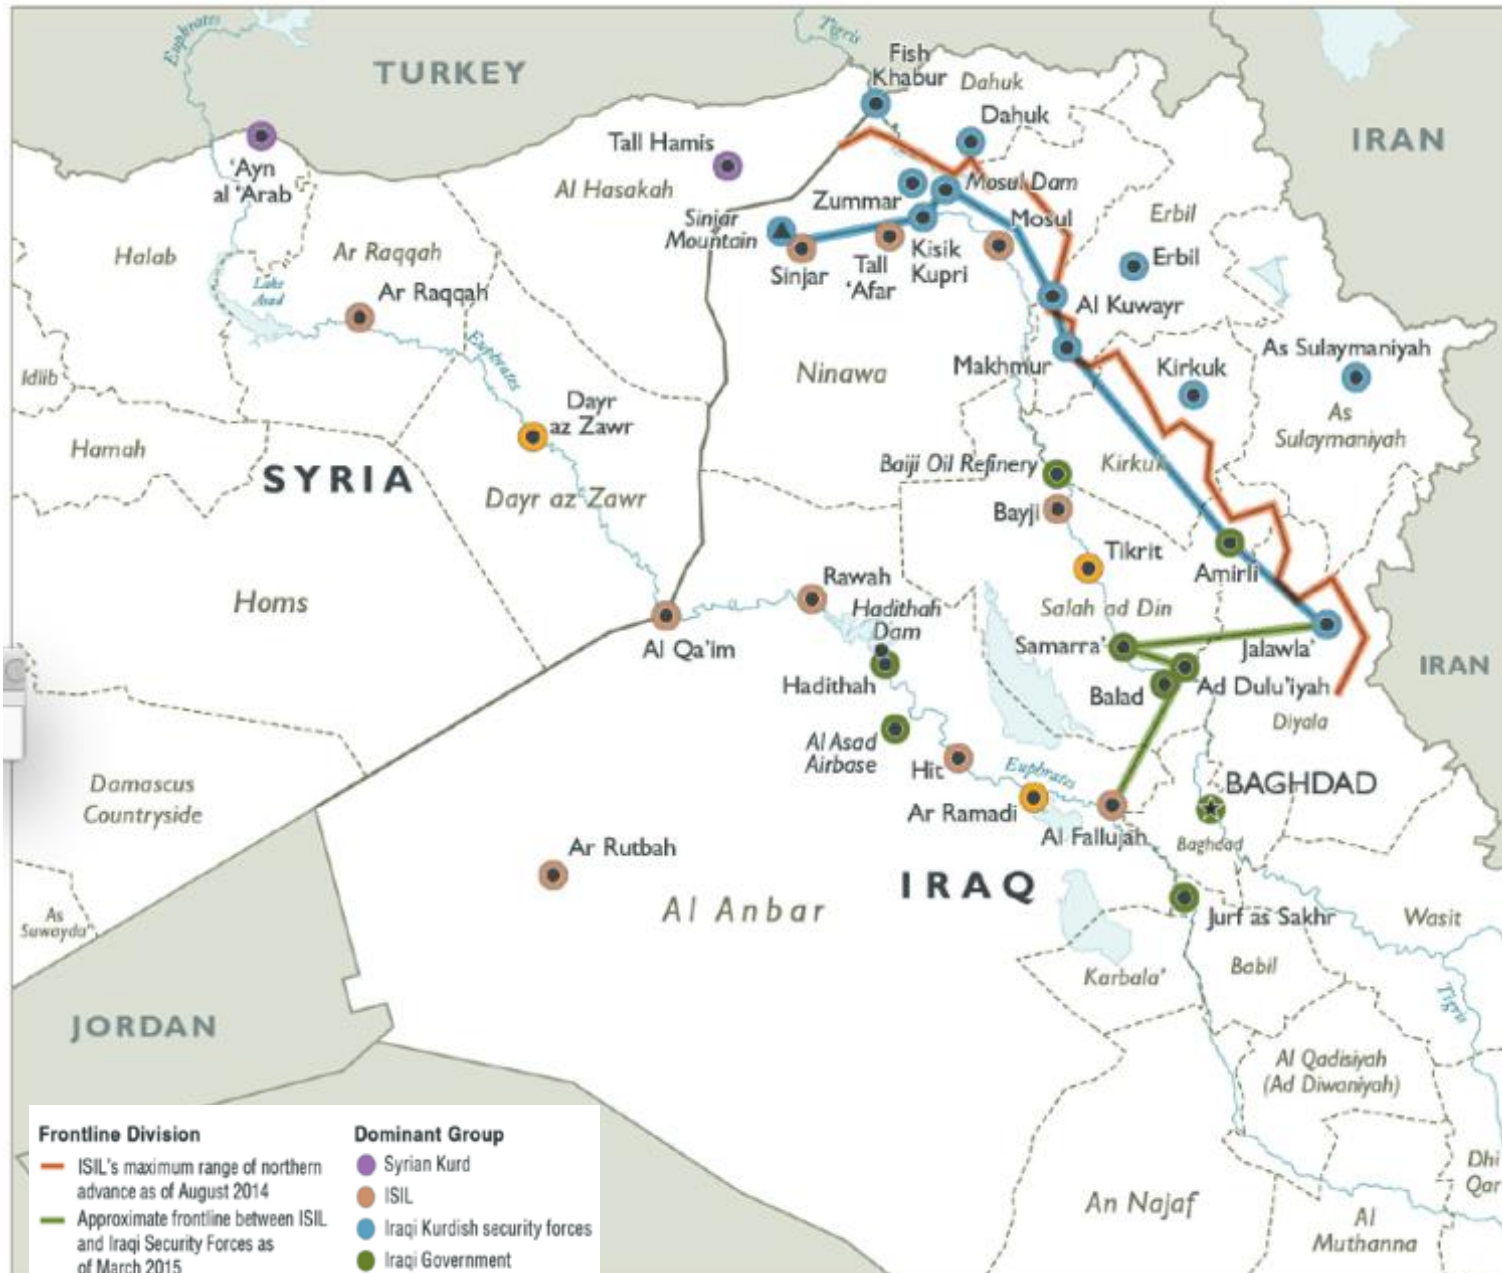 Euphrates
Tigris
TURKEY
Fish
Khabur
Dahuk
Dahuk
IRAN
'Ayn
al 'Arab
Tall Hamis
Al Hasakah
Zummar
Mosul Dam
Sinjar
Mountain
Mosul
Erbil
Halab
Ar Raqqah
Sinjar
Tall
'Afar
Kisik
Kupri
Erbil
Lake
Asad
Ar Raqqah
Al Kuwayr
Euphrates
Idlib
Ninawa
Makhmur
Kirkuk
As Sulaymaniyah
Dayr
az Zawr
As
Sulaymaniyah
Hamah
SYRIA
Dayr az Zawr
Baiji Oil Refinery
Kirkuk
Bayji
Tikrit
Amirli
Homs
Rawah
Hadithah
Dam
Salah ad Din
Al Qa'im
Samarra'
Jalawla'
IRAN
Hadithah
Balad
Ad Dulu'iyah
Diyala
Al Asad
Airbase
Hit
Euphrates
BAGHDAD
Damascus
Countryside
Ar Ramadi
Al Fallujah
Baghdad
Ar Rutbah
IRAQ
Al Anbar
As
Suwayda'
Jurf as Sakhr
Wasit
Karbala'
Babil
Tigris
JORDAN
Al Qadisiyah
(Ad Diwaniyah)
Dhi
Qar
An Najaf
Al
Muthanna
Frontline Division
ISIL's maximum range of northern
advance as of August 2014
Approximate frontline between ISIL
and Iraqi Security Forces as
of March 2015
Dominant Group
Syrian Kurd
ISIL
Iraqi Kurdish security forces
Iraqi Government